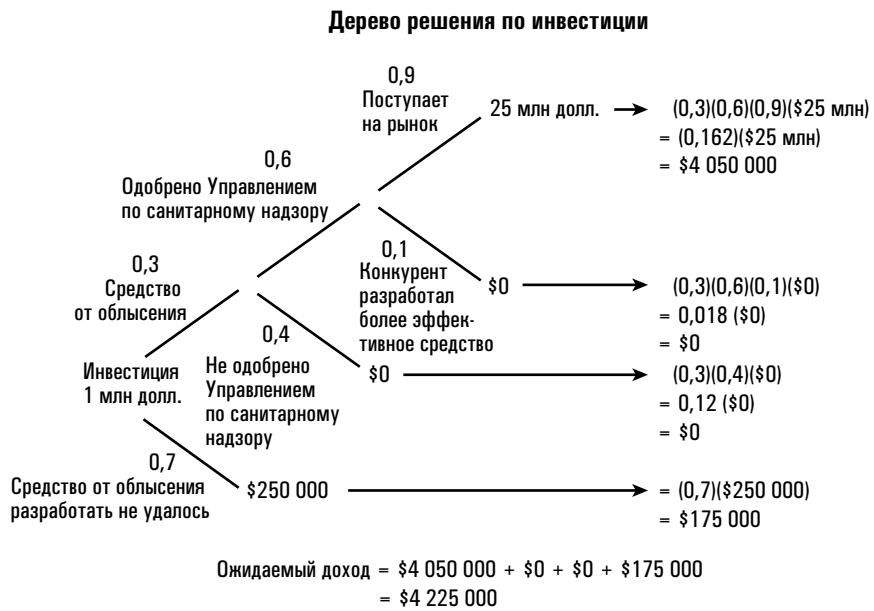 Дерево решения по инвестиции
0,9
Поступает
на рынок
25 млн долл.
(0,3)(0,6)(0,9)($25 млн)
= (0,162)($25 млн)
= $4 050 000
0,6
Одобрено Управлением
по санитарному надзору
0,1
Конкурент
разработал
более эффек-
тивное средство
$0
(0,3)(0,6)(0,1)($0)
= 0,018 ($0)
= $0
0,3
Средство
от облысения
0,4
Не одобрено
Управлением
по санитарному
надзору
$0
(0,3)(0,4)($0)
= 0,12 ($0)
= $0
Инвестиция
1 млн долл.
0,7
Средство от облысения
разработать не удалось
$250 000
= (0,7)($250 000)
= $175 000
Ожидаемый доход = $4 050 000 + $0 + $0 + $175 000
= $4 225 000